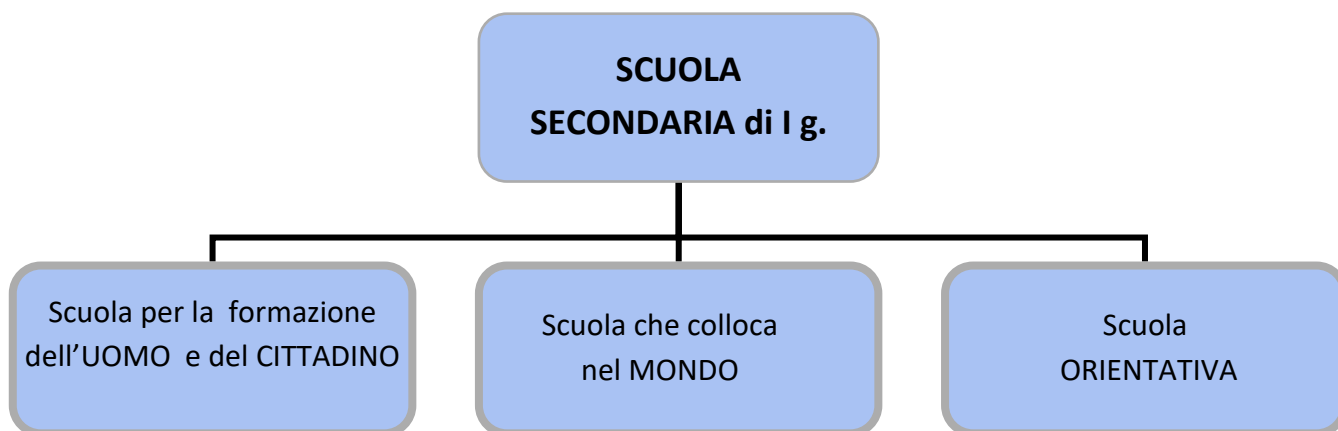 SCUOLA
SECONDARIA di I g.
Scuola per la formazione
dell’UOMO e del CITTADINO
Scuola che colloca
nel MONDO
Scuola
ORIENTATIVA